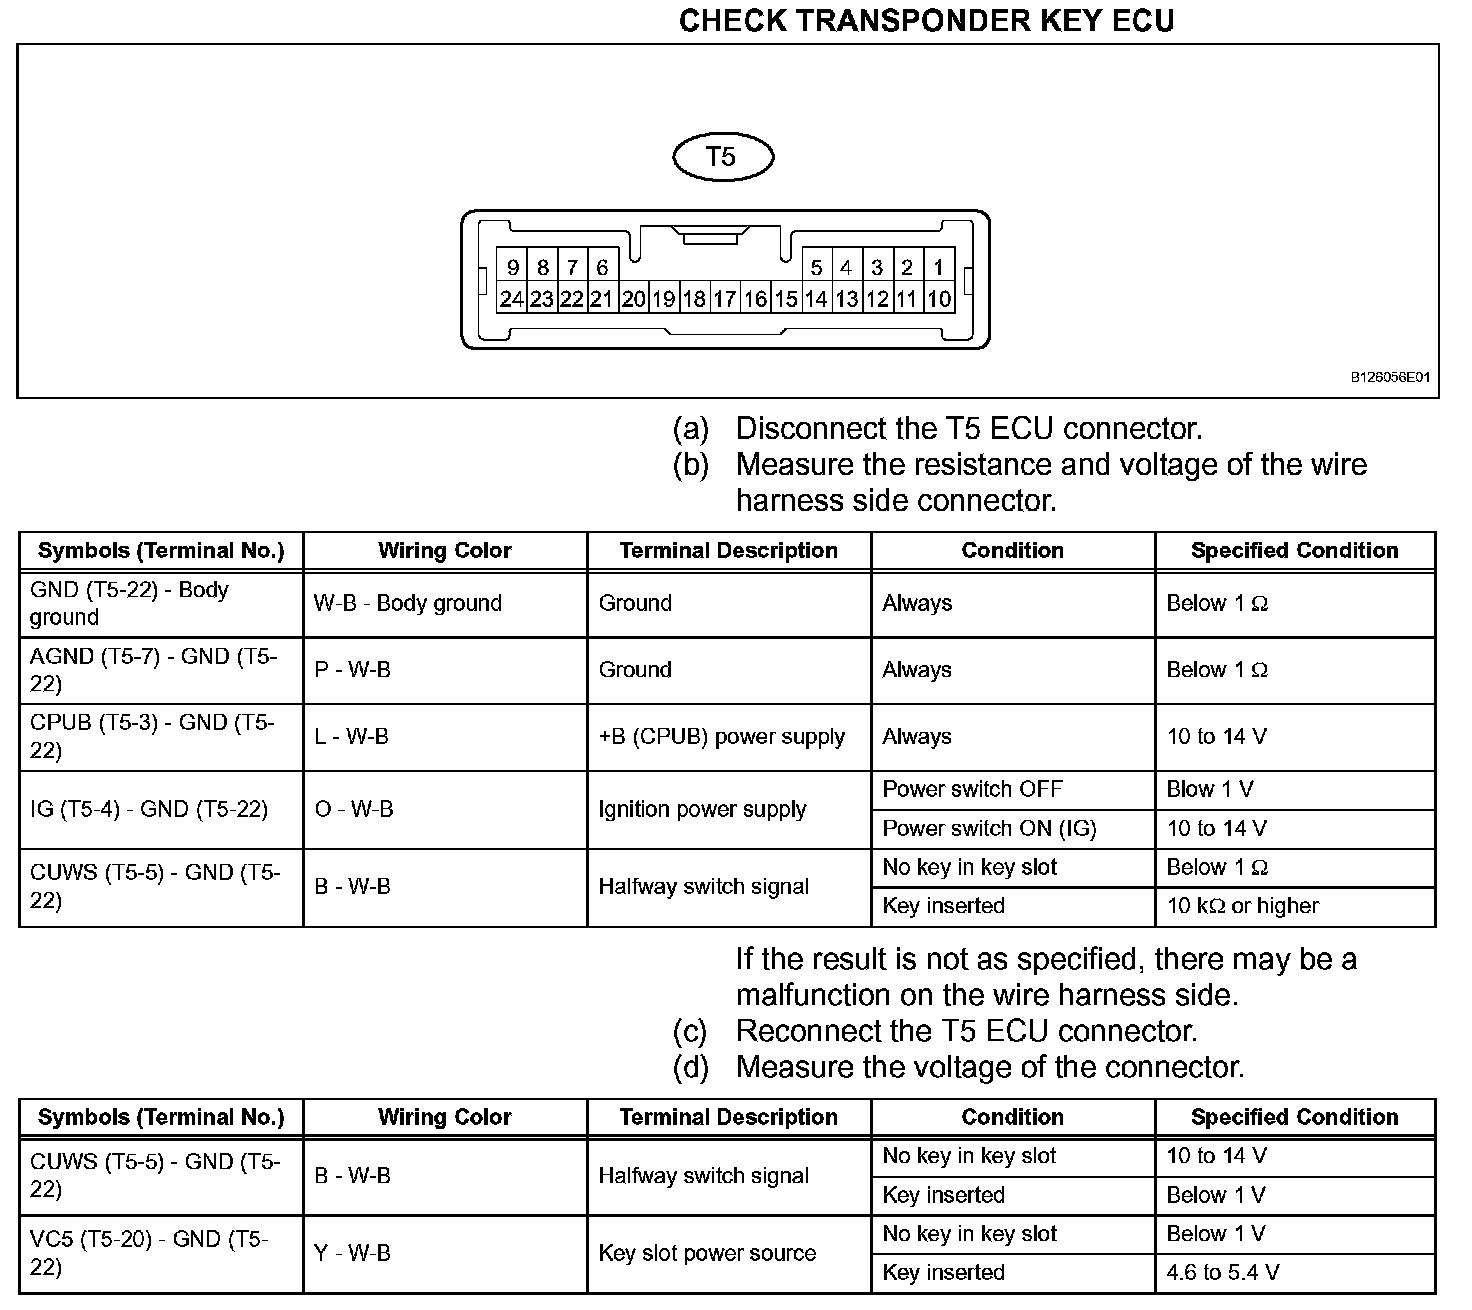 CHECK TRANSPONDER KEY ECU
T5
9 8 7 6 5 4 3 2 1
24 23 22 21 20 19 18 17 16 15 14 13 12 11 10
B126056E01
(a) Disconnect the T5 ECU connector.
(b) Measure the resistance and voltage of the wire
harness side connector.
Symbols (Terminal No.) Wiring Color Terminal Description Condition Specified Condition
GND (T5-22) - Body
ground
W-B - Body ground Ground Always Below 1 Ω
AGND (T5-7) - GND (T5-
22)
P - W-B Ground Always Below 1 Ω
CPUB (T5-3) - GND (T5-
22)
L - W-B +B (CPUB) power supply Always 10 to 14 V
IG (T5-4) - GND (T5-22) O - W-B Ignition power supply
Power switch OFF Blow 1 V
Power switch ON (IG) 10 to 14 V
CUWS (T5-5) - GND (T5-
22)
B - W-B Halfway switch signal
No key in key slot Below 1 Ω
Key inserted 10 kΩ or higher
If the result is not as specified, there may be a
malfunction on the wire harness side.
(c) Reconnect the T5 ECU connector.
(d) Measure the voltage of the connector.
Symbols (Terminal No.) Wiring Color Terminal Description Condition Specified Condition
CUWS (T5-5) - GND (T5-
22)
B - W-B Halfway switch signal
No key in key slot 10 to 14 V
Key inserted Below 1 V
VC5 (T5-20) - GND (T5-
22)
Y - W-B Key slot power source
No key in key slot Below 1 V
Key inserted 4.6 to 5.4 V